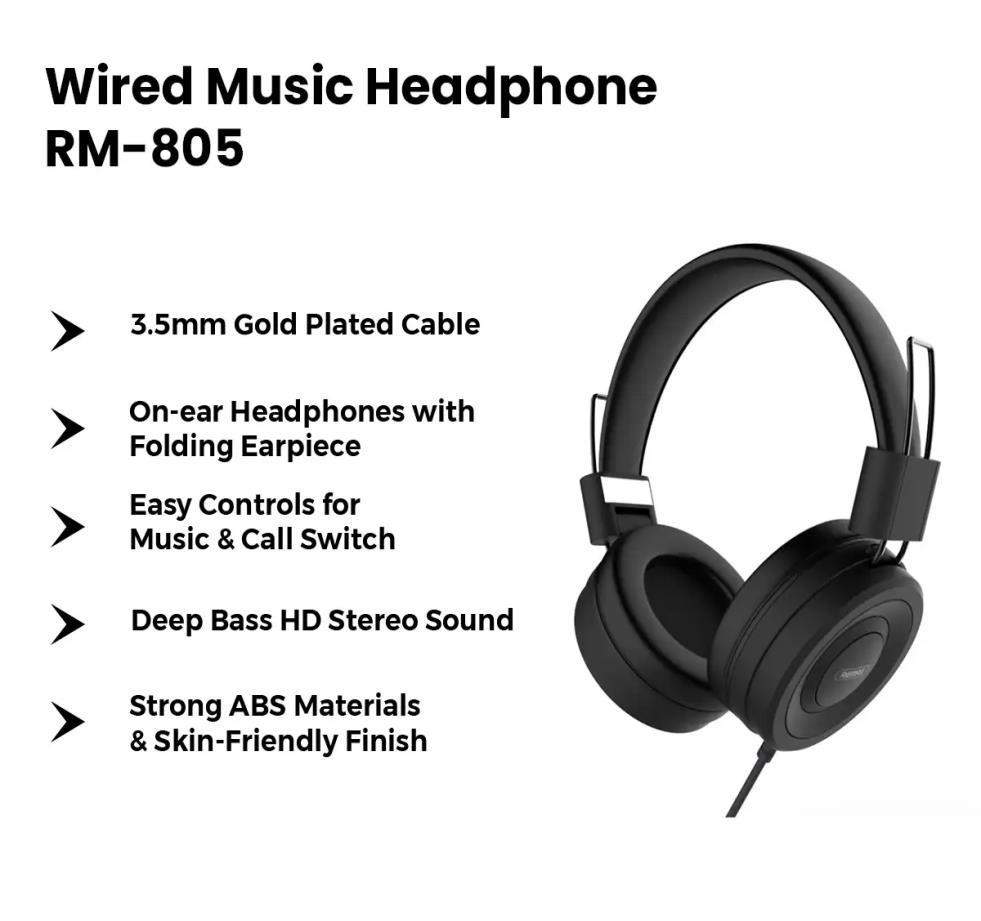 Wired Music Headphone
RM-805
3.5mm Gold Plated Cable
On-ear Headphones with
Folding Earpiece
Easy Controls for
Music & Call Switch
Deep Bass HD Stereo Sound
Strong ABS Materials
& Skin-Friendly Finish